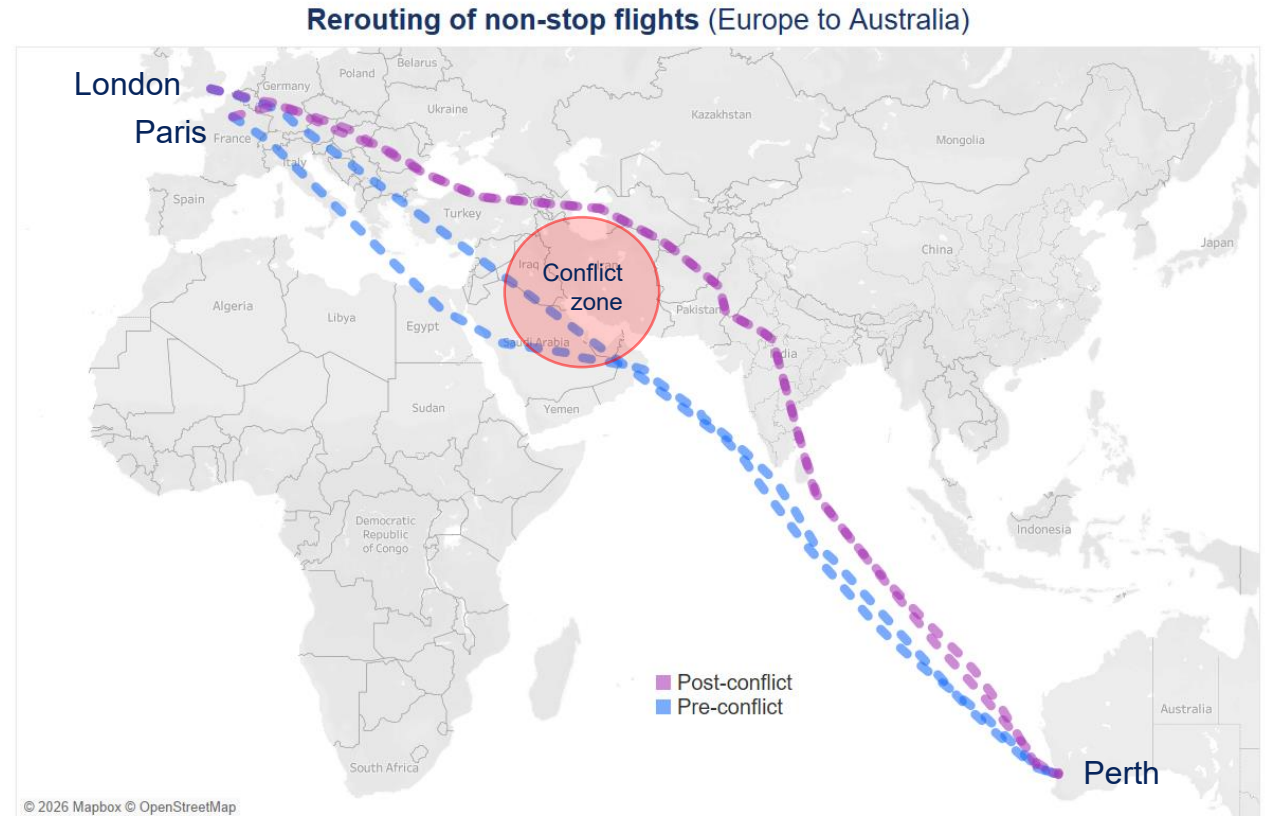 Rerouting of non-stop flights (Europe to Australia)
London
Paris
Belarus
Poland
Germany
Ukraine
France
Italy
Spain
Turkey
Kazakhstan
Mongolia
China
Japan
Iraq
Iran
Conflict
zone
Pakistan
Algeria
Libya
Egypt
Saudi Arabia
Sudan
Yemen
Democratic
Republic
of Congo
Indonesia
Post-conflict
Pre-conflict
Australia
South Africa
Perth
© 2026 Mapbox © OpenStreetMap